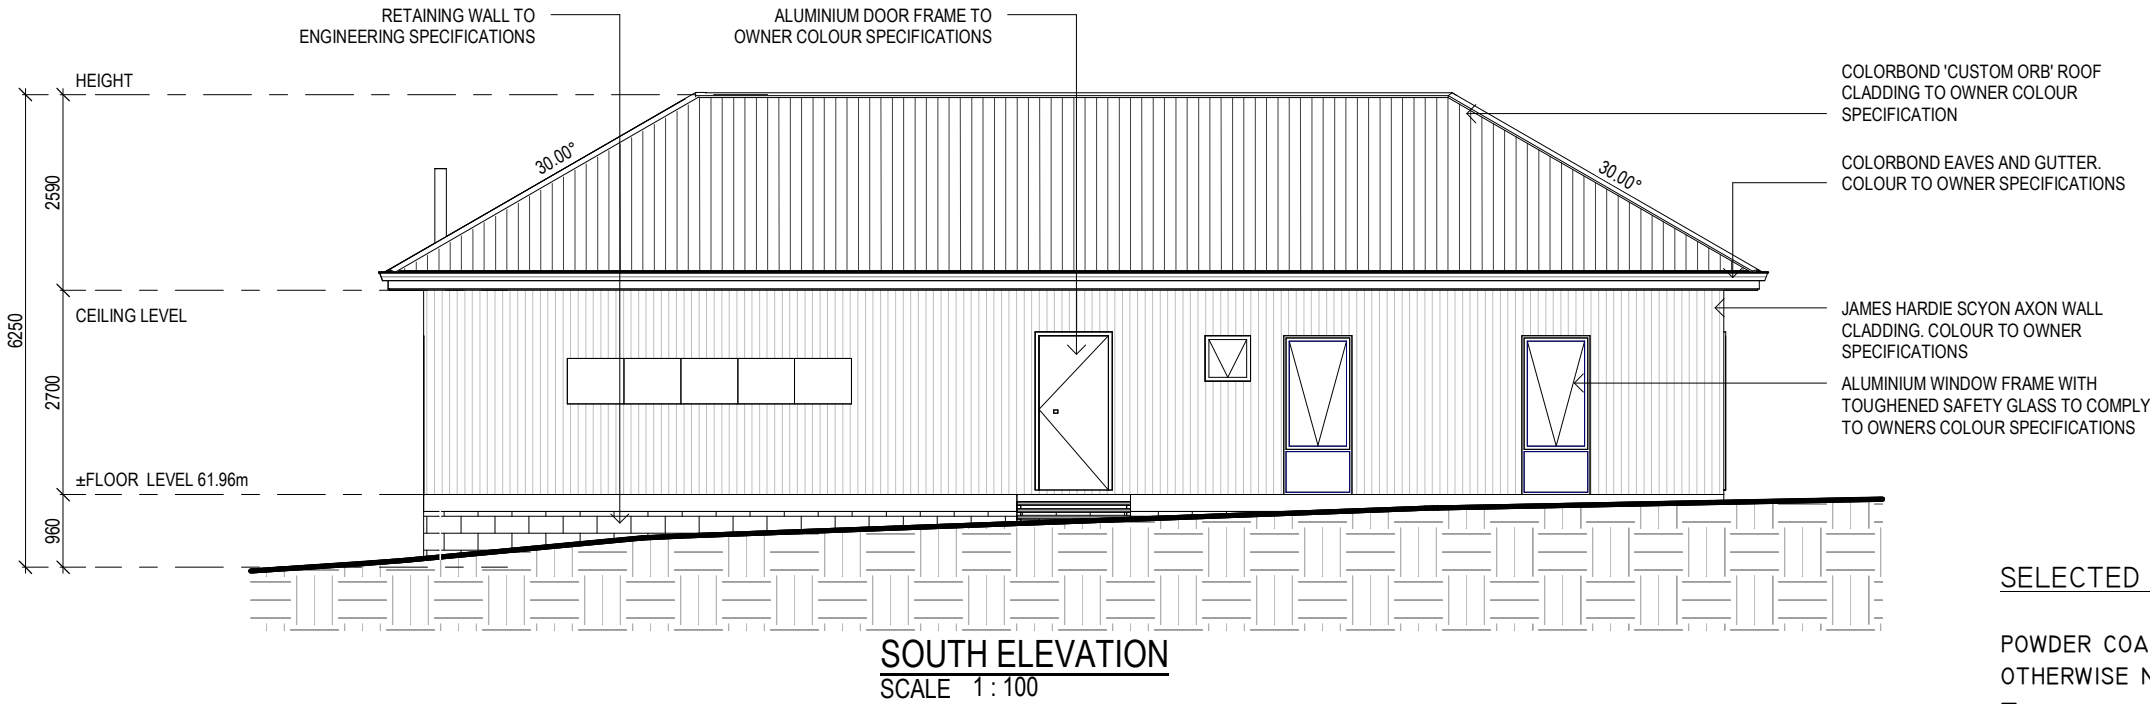 RETAINING WALL TO
ENGINEERING SPECIFICATIONS
ALUMINIUM DOOR FRAME TO
OWNER COLOUR SPECIFICATIONS
HEIGHT
COLORBOND 'CUSTOM ORB' ROOF
CLADDING TO OWNER COLOUR
SPECIFICATION
COLORBOND EAVES AND GUTTER.
COLOUR TO OWNER SPECIFICATIONS
30.00°
30.00°
2590
CEILING LEVEL
6250
2700
JAMES HARDIE SCYON AXON WALL
CLADDING. COLOUR TO OWNER
SPECIFICATIONS
ALUMINIUM WINDOW FRAME WITH
TOUGHENED SAFETY GLASS TO COMPLY
TO OWNERS COLOUR SPECIFICATIONS
±FLOOR LEVEL 61.96m
960
SOUTH ELEVATION
SCALE 1 : 100
SELECTED
POWDER COA
OTHERWISE N